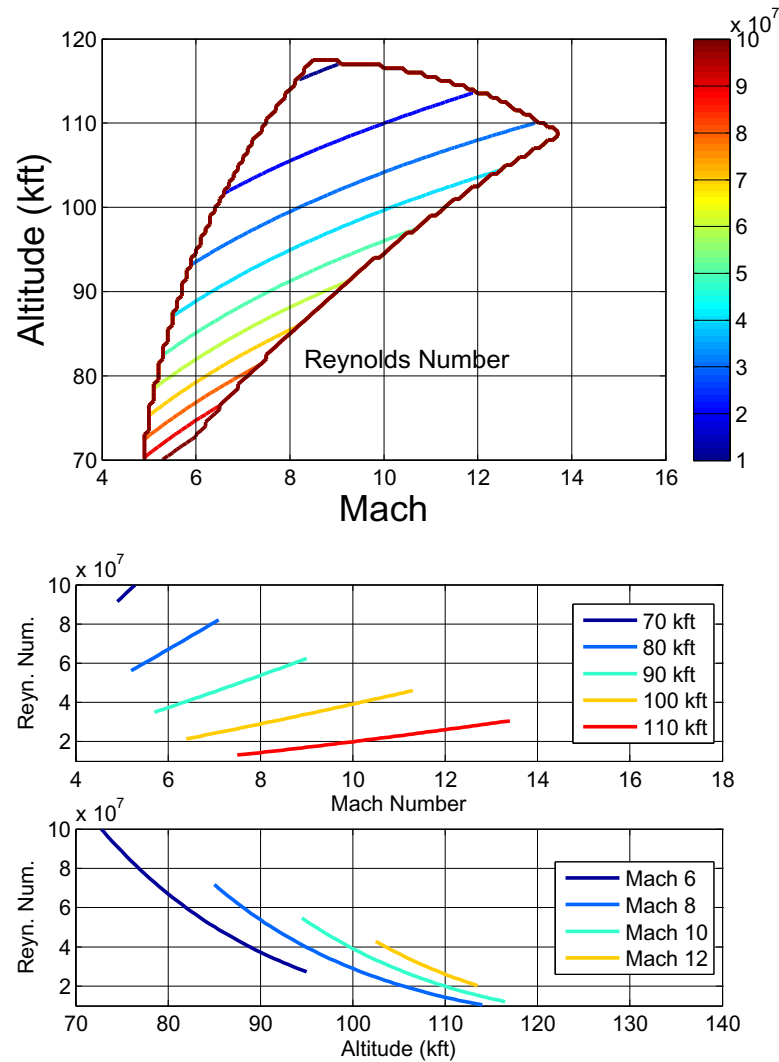 x 10^7
120
110
100
90
80
70
Altitude (kft)
4
6
8
10
12
14
16
Mach
Reynolds Number
10
9
8
7
6
5
4
3
2
1
x 10^7
10
8
6
4
2
Reyn. Num.
4
6
8
10
12
14
16
18
Mach Number
70 kft
80 kft
90 kft
100 kft
110 kft
x 10^7
10
8
6
4
2
Reyn. Num.
70
80
90
100
110
120
130
140
Altitude (kft)
Mach 6
Mach 8
Mach 10
Mach 12